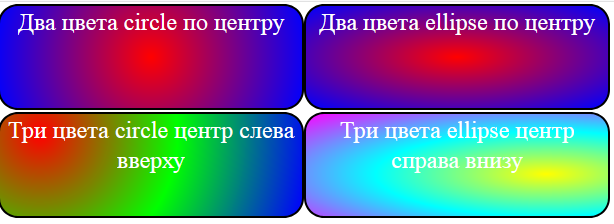 Два цвета circle по центру
Два цвета ellipse по центру
Три цвета circle центр слева
вверху
Три цвета ellipse центр
справа внизу